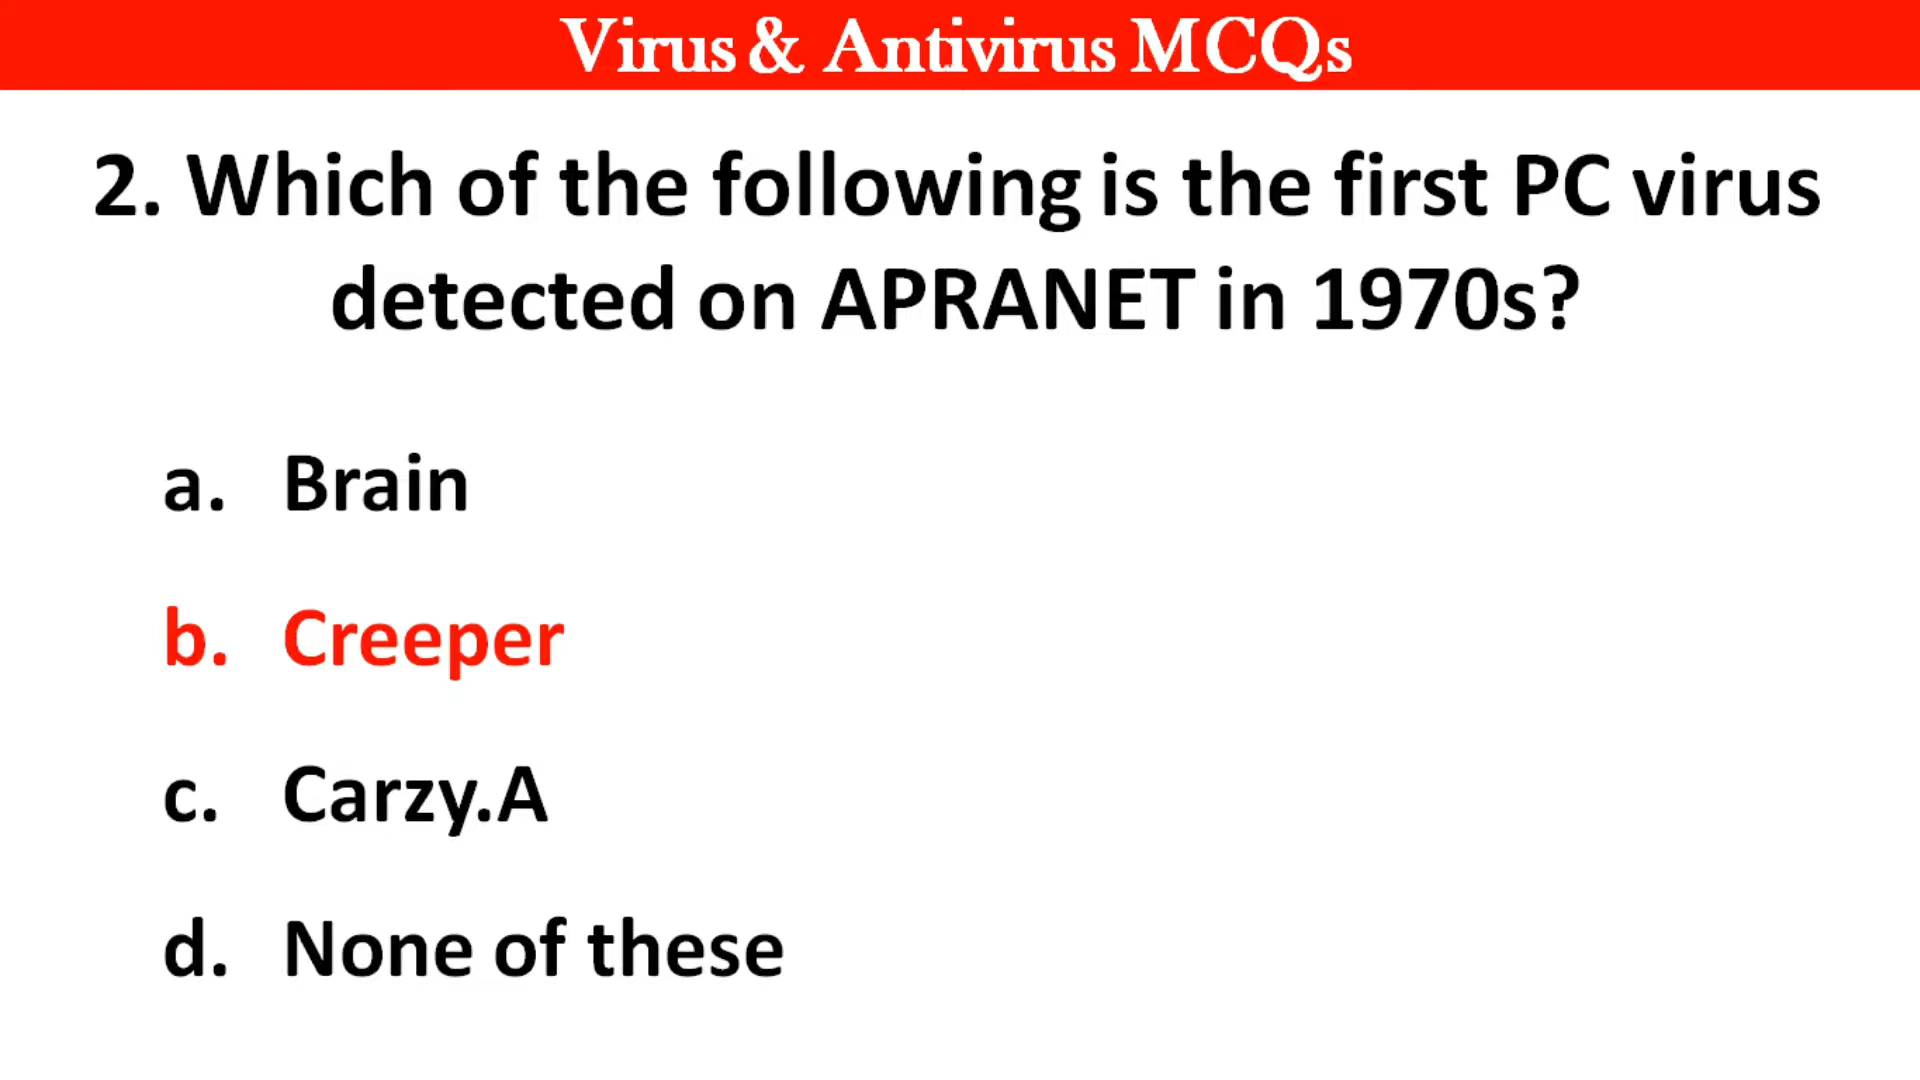 Virus & Antivirus MCQs
2. Which of the following is the first PC virus
detected on APRANET in 1970s?
a. Brain
b. Creeper
c. Carzy.A
d. None of these